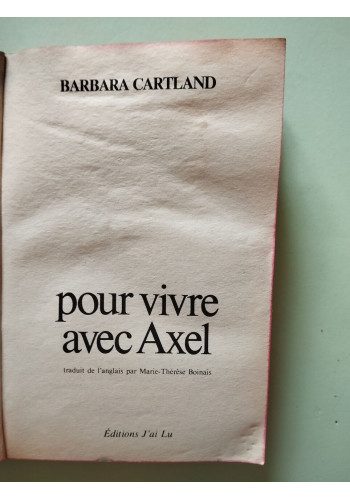 BARBARA CARTLAND
pour vivre
avec Axel
traduit de l'anglais par Marie-Thérèse Boinais
Éditions J'ai Lu